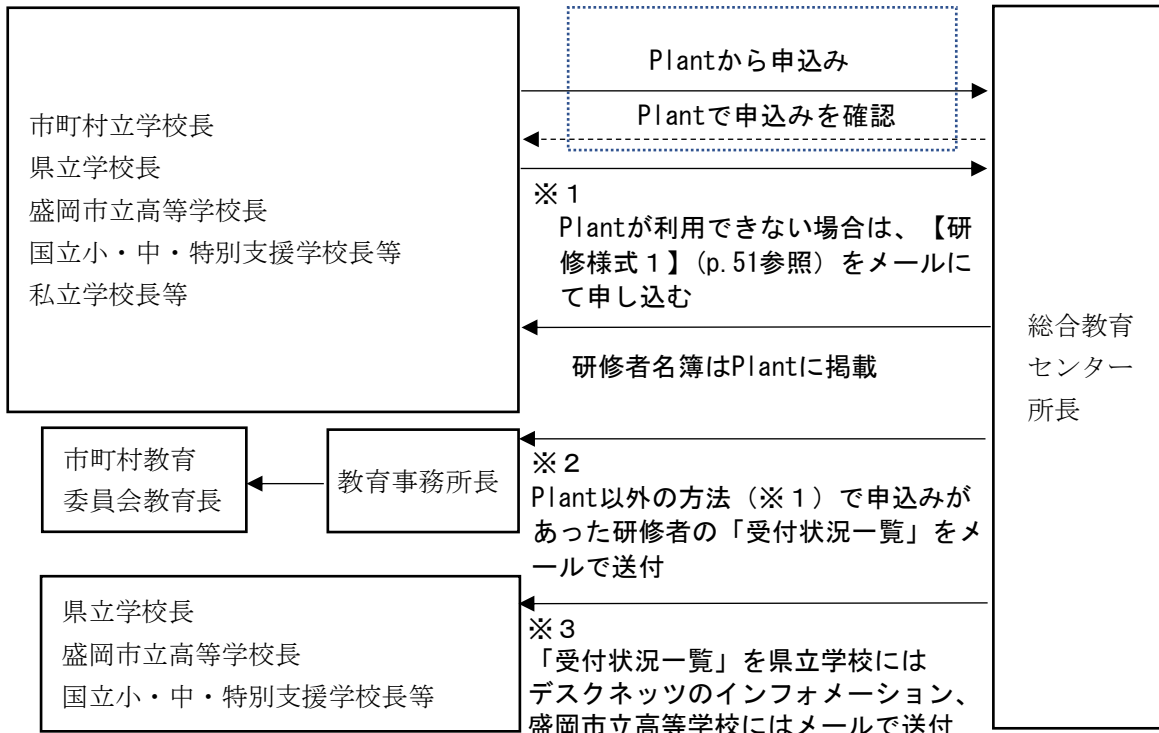 Plantから申込み
Plantで申込みを確認
市町村立学校長
県立学校長
盛岡市立高等学校長
国立小・中・特別支援学校長等
私立学校長等
※１
Plantが利用できない場合は、【研
修様式１】(p.51参照）をメールに
て申し込む
研修者名簿はPlantに掲載
総合教育
センター
所長
市町村教育
委員会教育長
教育事務所長
※２
Plant以外の方法（※１）で申込みが
あった研修者の「受付状況一覧」をメ
ールで送付
県立学校長
盛岡市立高等学校長
国立小・中・特別支援学校長等
※３
「受付状況一覧」を県立学校には
デスクネッツのインフォメーション、
盛岡市立高等学校にはメールで送付